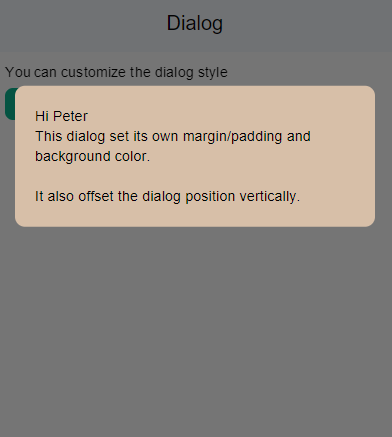 Dialog
You can customize the dialog style
Hi Peter
This dialog set its own margin/padding and
background color.
It also offset the dialog position vertically.